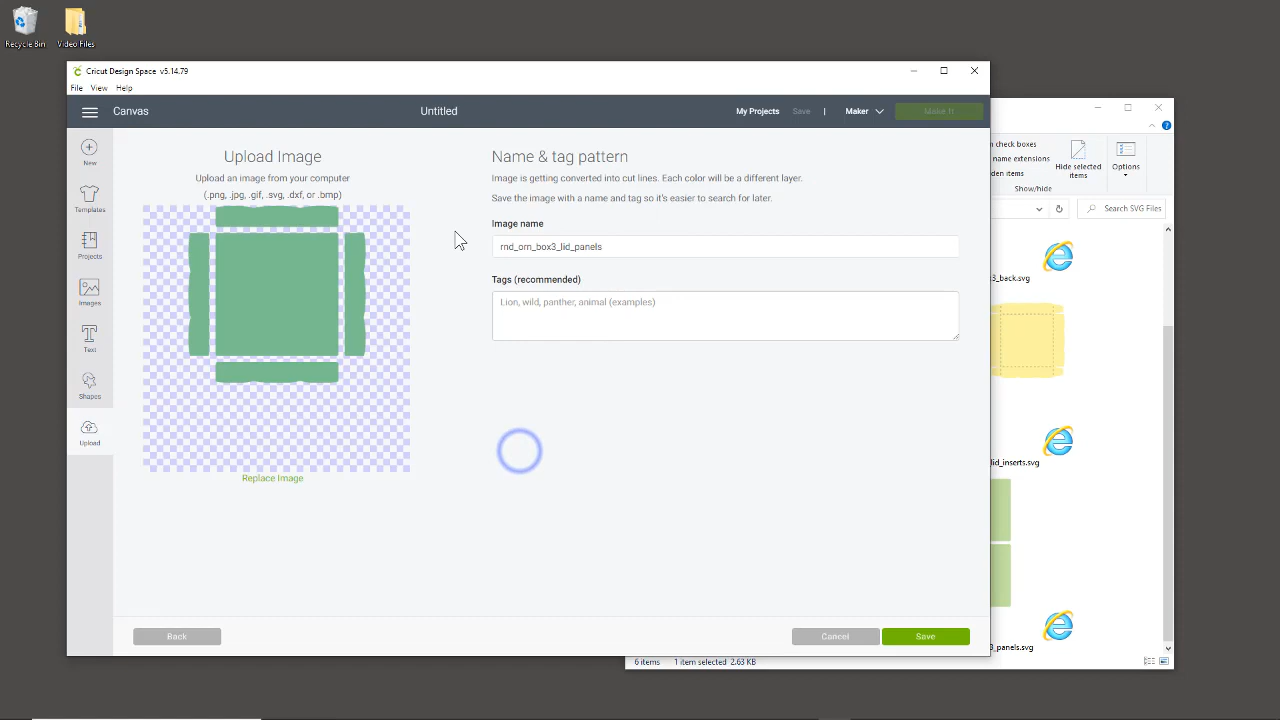 Recycle Bin
Video Files
Cricut Design Space v5.14.79
File View Help
Canvas
Untitled
My Projects Save | Maker
Make It
New
Templates
Projects
Images
Text
Shapes
Upload
Upload Image
Upload an image from your computer
(.png, .jpg, .gif, .svg, .dxf, or .bmp)
Replace Image
Name & tag pattern
Image is getting converted into cut lines. Each color will be a different layer.
Save the image with a name and tag so it's easier to search for later.
Image name
rnd_orn_box3_lid_panels
Tags (recommended)
Lion, wild, panther, animal (examples)
Back
Cancel
Save
check boxes
name extensions
Hide selected
items
Options
Show/hide
Search SVG Files
3_back.svg
lid_inserts.svg
3_panels.svg
6 items 1 item selected 2.63 KB